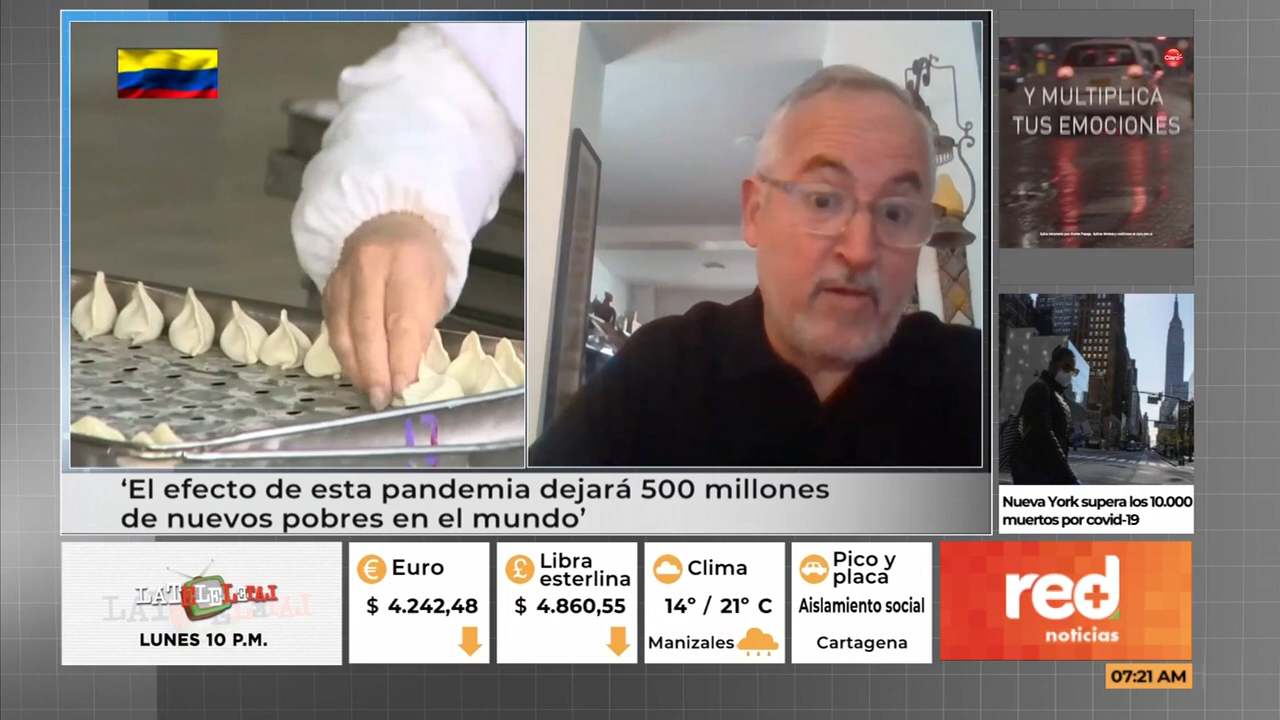 Claro
Y MULTIPLICA
TUS EMOCIONES
'El efecto de esta pandemia dejará 500 millones
de nuevos pobres en el mundo'
Nueva York supera los 10.000
muertos por covid-19
LATELELETAL
LUNES 10 P.M.
€ Euro
$ 4.242,48
£ Libra
esterlina
$ 4.860,55
Clima
14° / 21° C
Manizales
Pico y
placa
Aislamiento social
Cartagena
red+
noticias
07:21 AM